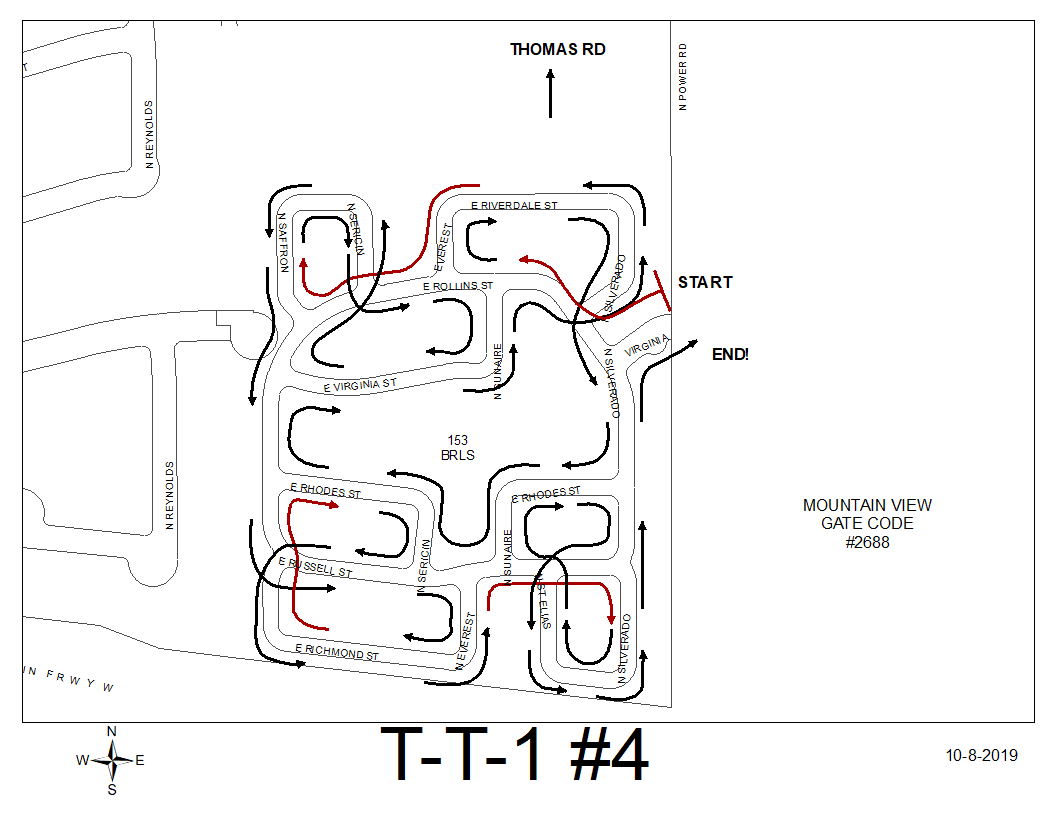 THOMAS RD
N POWER RD
T
N REYNOLDS
E RIVERDALE ST
N SAFFRON
N SERICIN
EVEREST
SILVERADO
START
E ROLLINS ST
VIRGINIA
END!
N SUNAIRE
N SILVERADO
E VIRGINIA ST
153
BRLS
N REYNOLDS
E RHODES ST
E RHODES ST
MOUNTAIN VIEW
GATE CODE
#2688
N SUNAIRE
N SERICIN
E RUSSELL ST
ST ELIAS
N EVEREST
N SILVERADO
E RICHMOND ST
IN FRWY W
T-T-1 #4
N
W E
S
10-8-2019